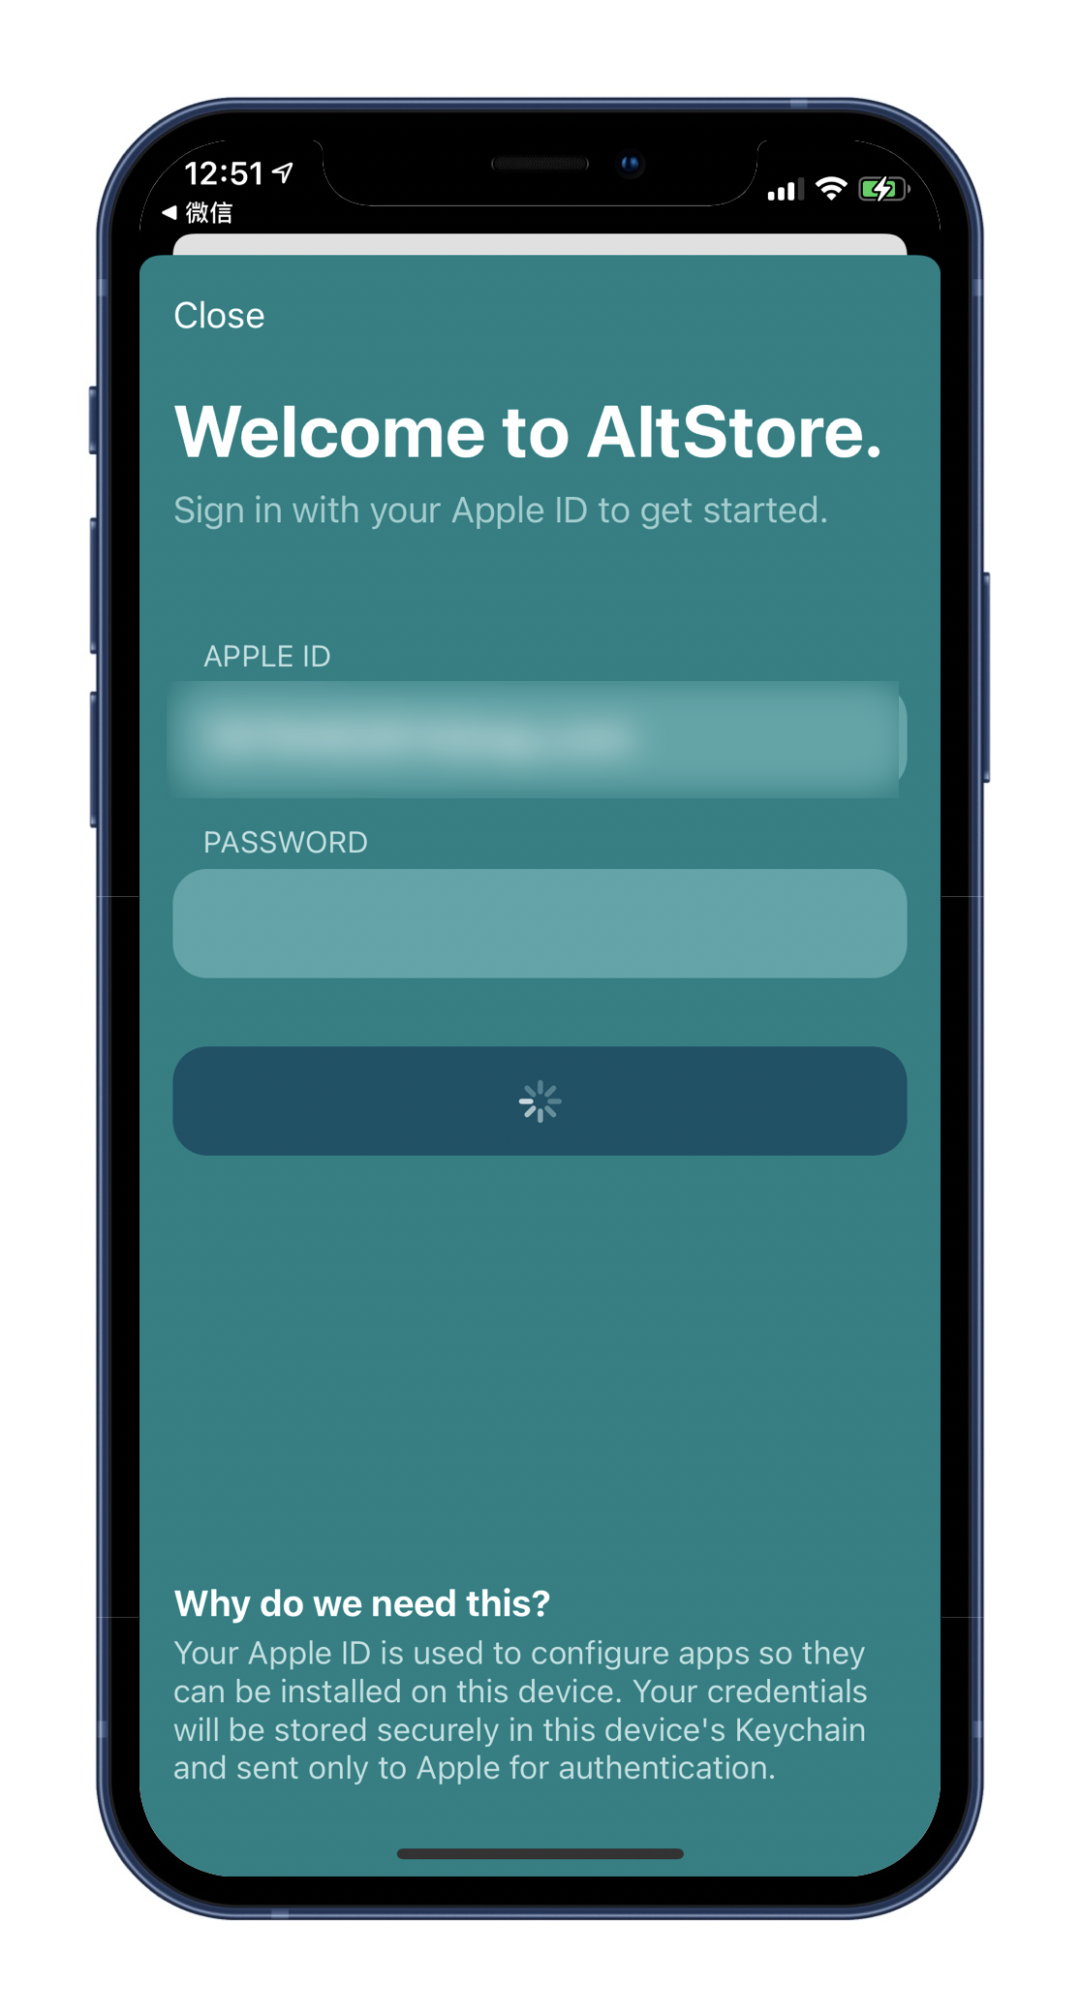 12:51
微信
Close
Welcome to AltStore.
Sign in with your Apple ID to get started.
APPLE ID
PASSWORD
Why do we need this?
Your Apple ID is used to configure apps so they
can be installed on this device. Your credentials
will be stored securely in this device's Keychain
and sent only to Apple for authentication.